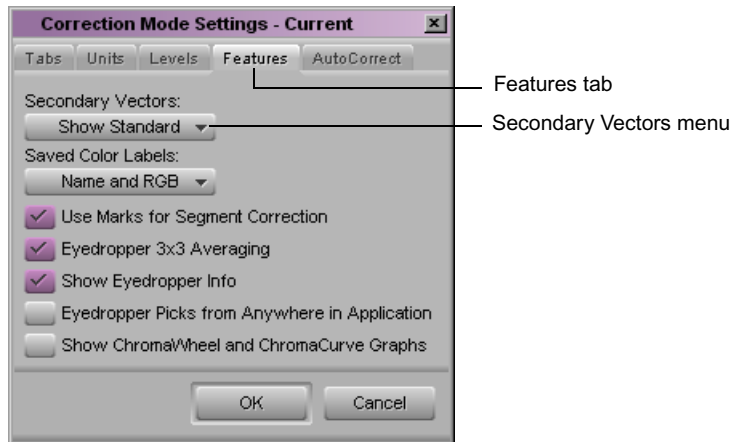 Correction Mode Settings - Current
Tabs Units Levels Features AutoCorrect
Features tab
Secondary Vectors:
Show Standard
Secondary Vectors menu
Saved Color Labels:
Name and RGB
Use Marks for Segment Correction
Eyedropper 3x3 Averaging
Show Eyedropper Info
Eyedropper Picks from Anywhere in Application
Show ChromaWheel and ChromaCurve Graphs
OK Cancel